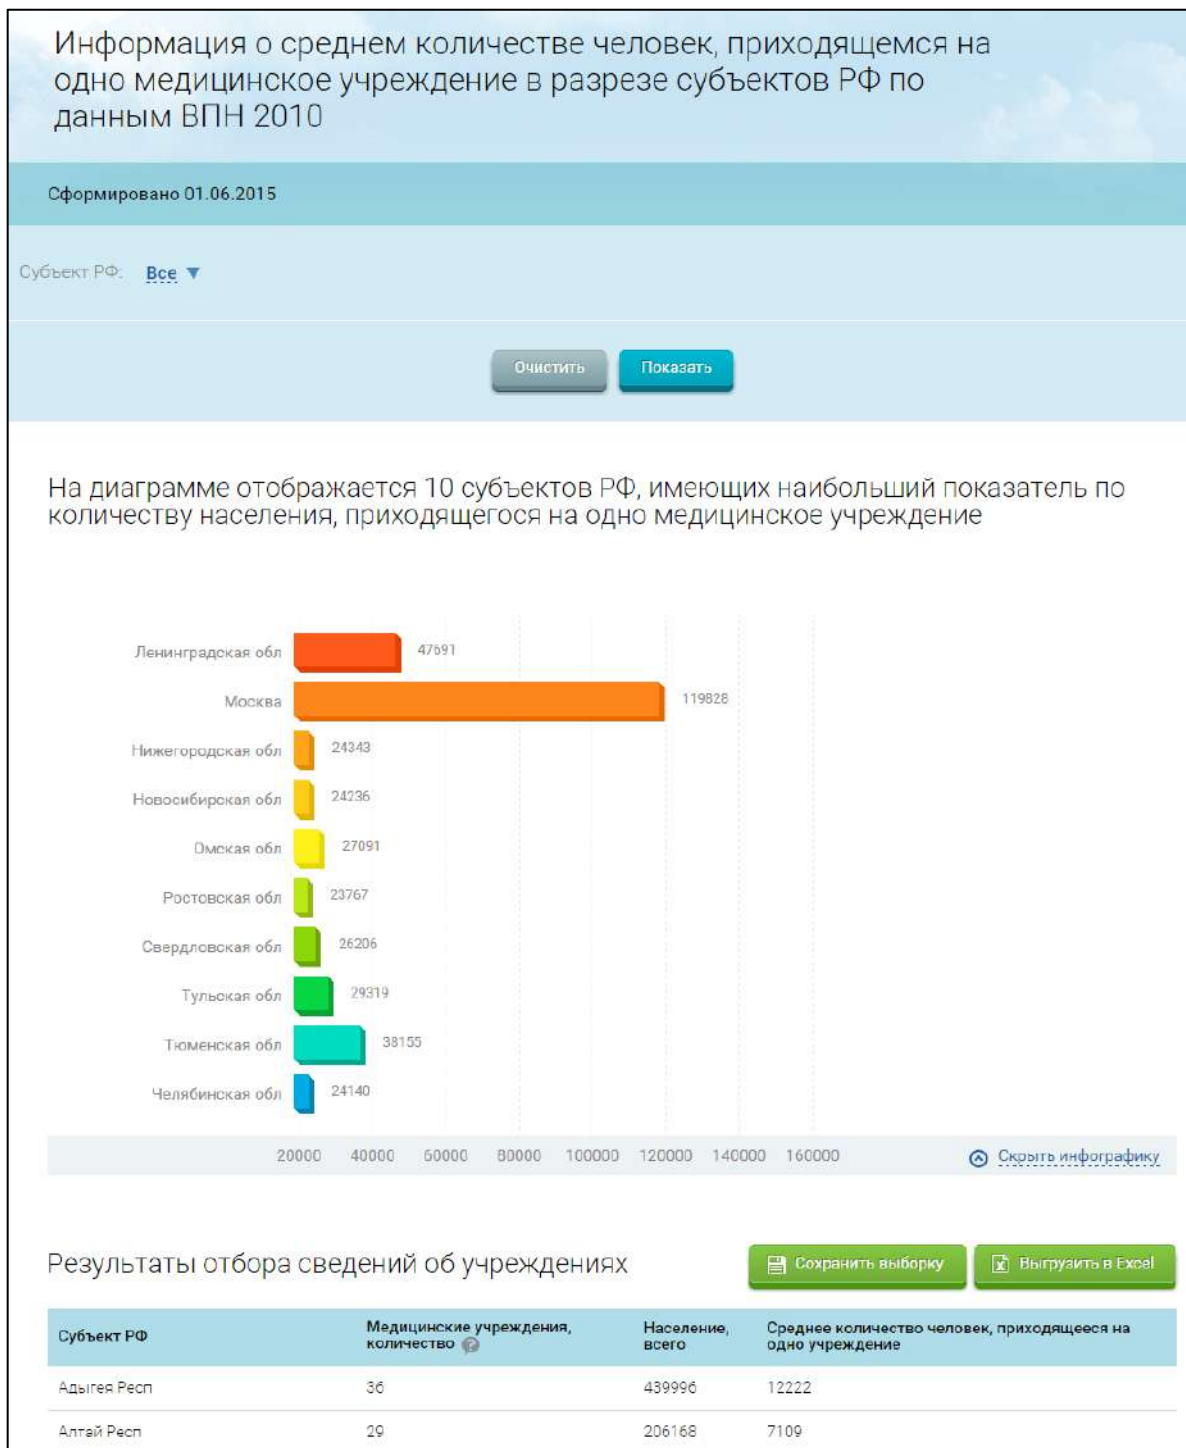 Информация о среднем количестве человек, приходящемся на
одно медицинское учреждение в разрезе субъектов РФ по
данным ВПН 2010
Сформировано 01.06.2015
Субъект РФ: Все
Очистить Показать
На диаграмме отображается 10 субъектов РФ, имеющих наибольший показатель по
количеству населения, приходящегося на одно медицинское учреждение
Ленинградская обл 47691
Москва 119828
Нижегородская обл 24343
Новосибирская обл 24236
Омская обл 27091
Ростовская обл 23767
Свердловская обл 26206
Тульская обл 29319
Тюменская обл 38155
Челябинская обл 24140
20000 40000 60000 80000 100000 120000 140000 160000 Скрыть инфографику
Результаты отбора сведений об учреждениях Сохранить выборку Выгрузить в Excel
Субъект РФ Медицинские учреждения, Население, Среднее количество человек, приходящееся на
количество всего одно учреждение
Адыгея Респ 36 439996 12222
Алтай Респ 29 206168 7109